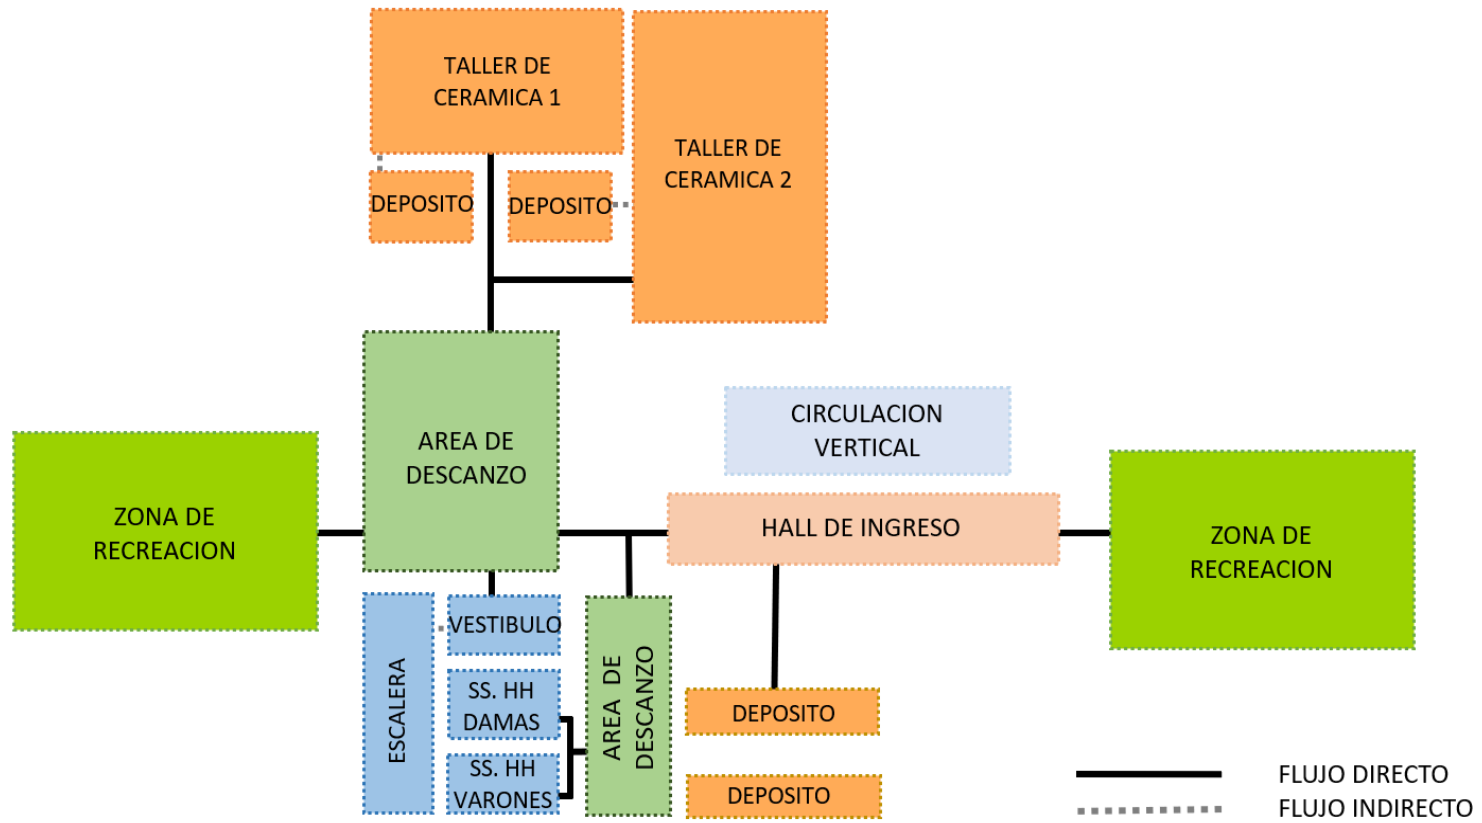 TALLER DE
CERAMICA 1
TALLER DE
CERAMICA 2
DEPOSITO
DEPOSITO
AREA DE
DESCANZO
CIRCULACION
VERTICAL
ZONA DE
RECREACION
HALL DE INGRESO
ZONA DE
RECREACION
ESCALERA
VESTIBULO
SS. HH
DAMAS
SS. HH
VARONES
AREA DE
DESCANZO
DEPOSITO
DEPOSITO
FLUJO DIRECTO
FLUJO INDIRECTO